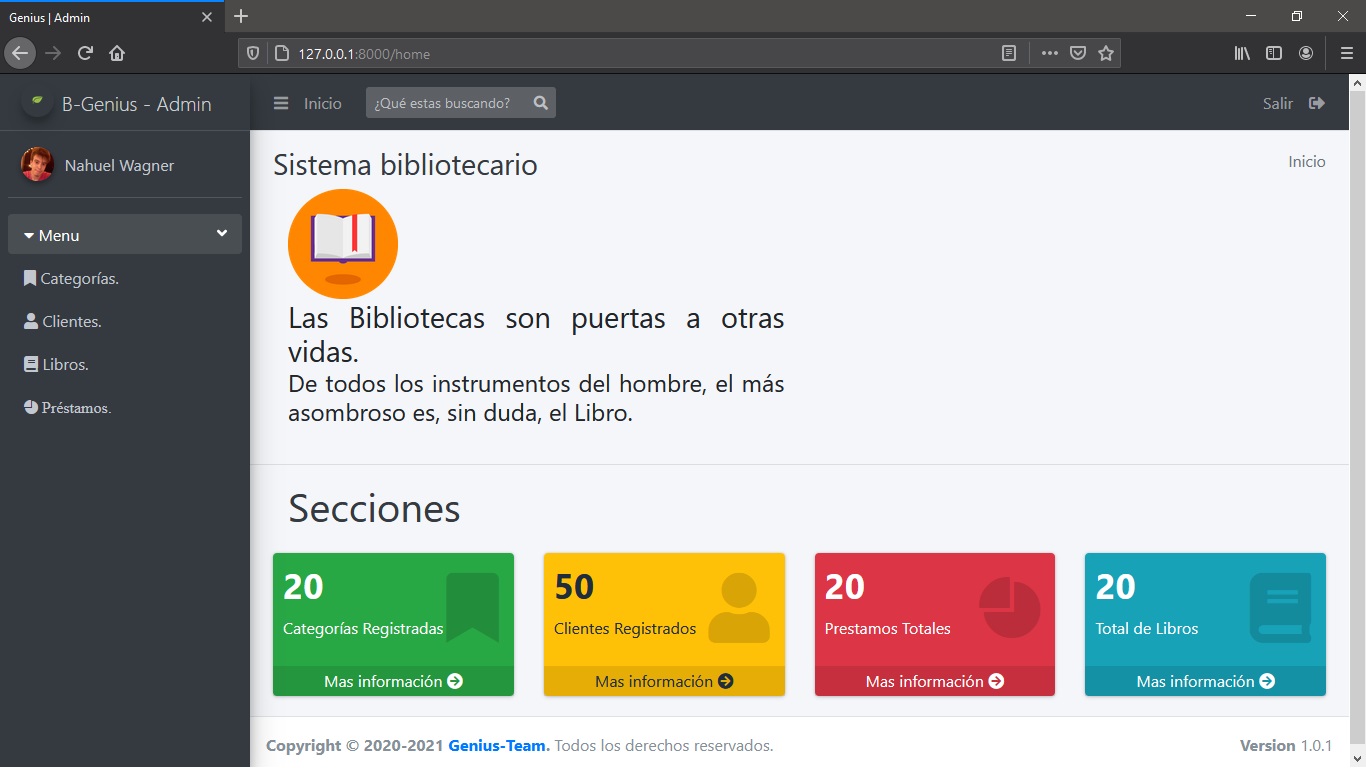 Genius | Admin
127.0.0.1:8000/home
B-Genius - Admin
Inicio
¿Qué estas buscando?
Salir
Nahuel Wagner
Menu
Categorías.
Clientes.
Libros.
Préstamos.
Sistema bibliotecario
Inicio
Las Bibliotecas son puertas a otras
vidas.
De todos los instrumentos del hombre, el más
asombroso es, sin duda, el Libro.
Secciones
20
Categorías Registradas
Mas información
50
Clientes Registrados
Mas información
20
Prestamos Totales
Mas información
20
Total de Libros
Mas información
Copyright © 2020-2021 Genius-Team. Todos los derechos reservados.
Version 1.0.1